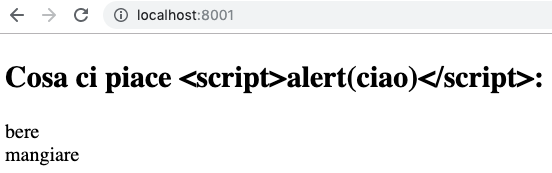 localhost:8001
Cosa ci piace <script>alert(ciao)</script>:
bere
mangiare